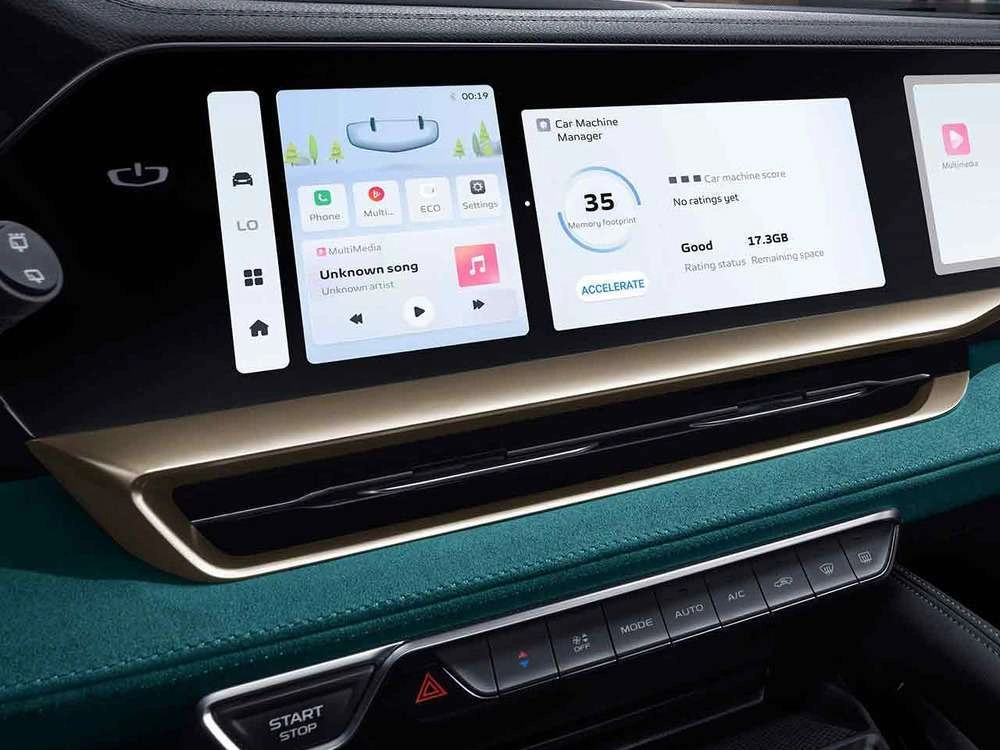 00:19
LO
Phone
Multi...
ECO
Settings
MultiMedia
Unknown song
Unknown artist
Car Machine
Manager
35
Memory footprint
ACCELERATE
Car machine score
No ratings yet
Good
17.3GB
Rating status
Remaining space
Multimedia
START
STOP
OFF
MODE
AUTO
A/C